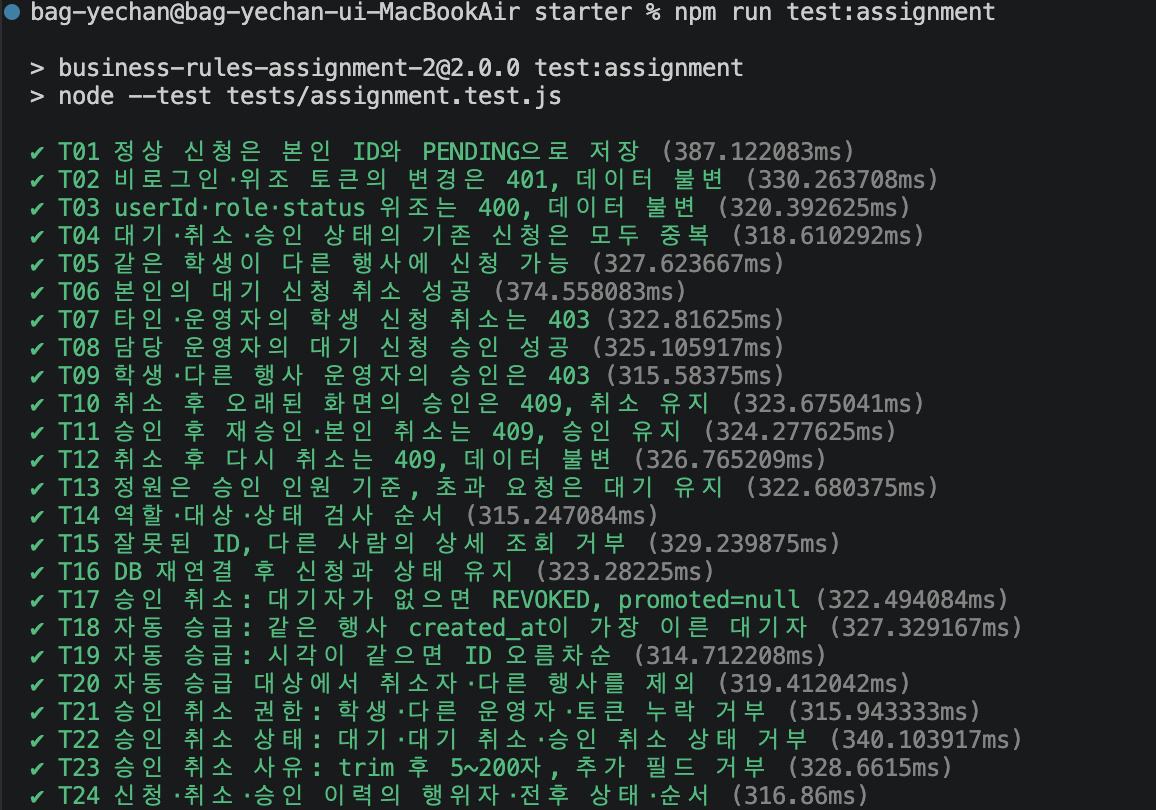 bag-yechan@bag-yechan-ui-MacBookAir starter % npm run test:assignment
> business-rules-assignment-2@2.0.0 test:assignment
> node --test tests/assignment.test.js
✔ T01 정상 신청은 본인 ID와 PENDING으로 저장 (387.122083ms)
✔ T02 비로그인·위조 토큰의 변경은 401, 데이터 불변 (330.263708ms)
✔ T03 userId·role·status 위조는 400, 데이터 불변 (320.392625ms)
✔ T04 대기·취소·승인 상태의 기존 신청은 모두 중복 (318.610292ms)
✔ T05 같은 학생이 다른 행사에 신청 가능 (327.623667ms)
✔ T06 본인의 대기 신청 취소 성공 (374.558083ms)
✔ T07 타인·운영자의 학생 신청 취소는 403 (322.81625ms)
✔ T08 담당 운영자의 대기 신청 승인 성공 (325.105917ms)
✔ T09 학생·다른 행사 운영자의 승인은 403 (315.58375ms)
✔ T10 취소 후 오래된 화면의 승인은 409, 취소 유지 (323.675041ms)
✔ T11 승인 후 재승인·본인 취소는 409, 승인 유지 (324.277625ms)
✔ T12 취소 후 다시 취소는 409, 데이터 불변 (326.765209ms)
✔ T13 정원은 승인 인원 기준, 초과 요청은 대기 유지 (322.680375ms)
✔ T14 역할·대상·상태 검사 순서 (315.247084ms)
✔ T15 잘못된 ID, 다른 사람의 상세 조회 거부 (329.239875ms)
✔ T16 DB 재연결 후 신청과 상태 유지 (323.28225ms)
✔ T17 승인 취소: 대기자가 없으면 REVOKED, promoted=null (322.494084ms)
✔ T18 자동 승급: 같은 행사 created_at이 가장 이른 대기자 (327.329167ms)
✔ T19 자동 승급: 시각이 같으면 ID 오름차순 (314.712208ms)
✔ T20 자동 승급 대상에서 취소자·다른 행사를 제외 (319.412042ms)
✔ T21 승인 취소 권한: 학생·다른 운영자·토큰 누락 거부 (315.943333ms)
✔ T22 승인 취소 상태: 대기·대기 취소·승인 취소 상태 거부 (340.103917ms)
✔ T23 승인 취소 사유: trim 후 5~200자, 추가 필드 거부 (328.6615ms)
✔ T24 신청·취소·승인 이력의 행위자·전후 상태·순서 (316.86ms)